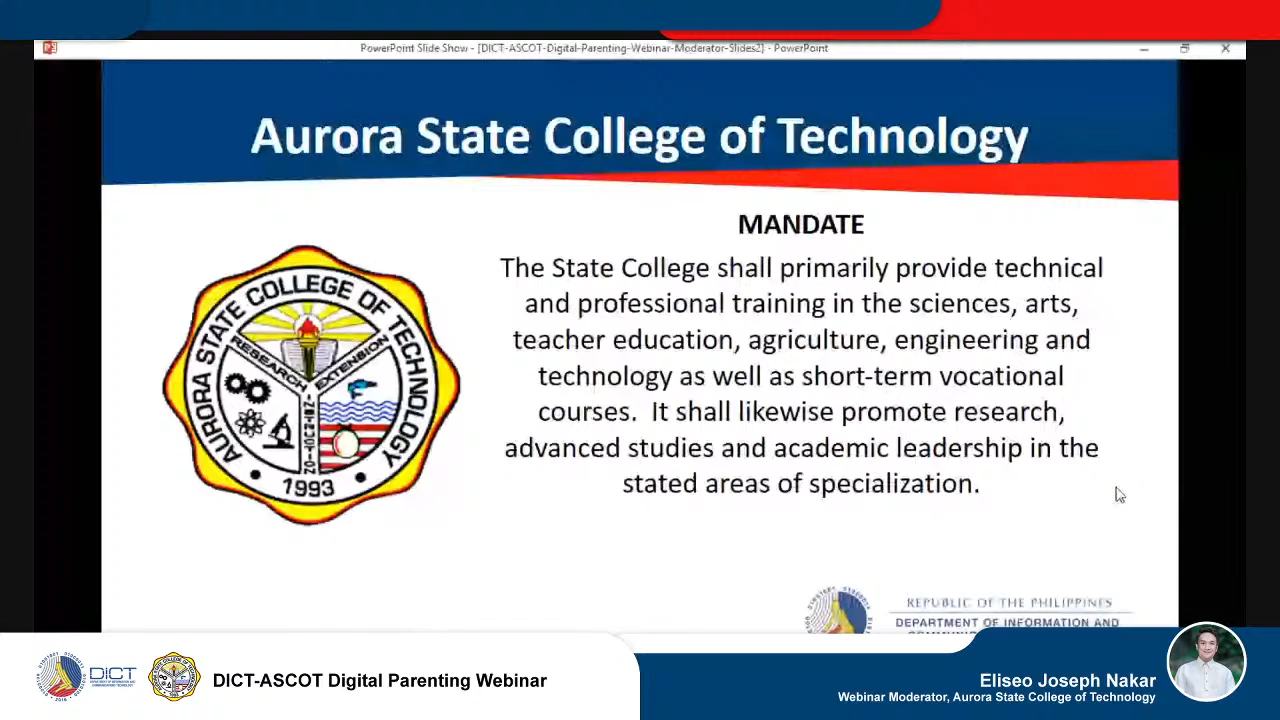 PowerPoint Slide Show - [DICT-ASCOT-Digital-Parenting-Webinar-Moderator-Slides2] - PowerPoint
Aurora State College of Technology
MANDATE
The State College shall primarily provide technical
and professional training in the sciences, arts,
teacher education, agriculture, engineering and
technology as well as short-term vocational
courses. It shall likewise promote research,
advanced studies and academic leadership in the
stated areas of specialization.
AURORA STATE COLLEGE OF TECHNOLOGY
RESEARCH
EXTENSION
INSTRUCTION
1993
REPUBLIC OF THE PHILIPPINES
DEPARTMENT OF INFORMATION AND
DICT
DICT-ASCOT Digital Parenting Webinar
Eliseo Joseph Nakar
Webinar Moderator, Aurora State College of Technology